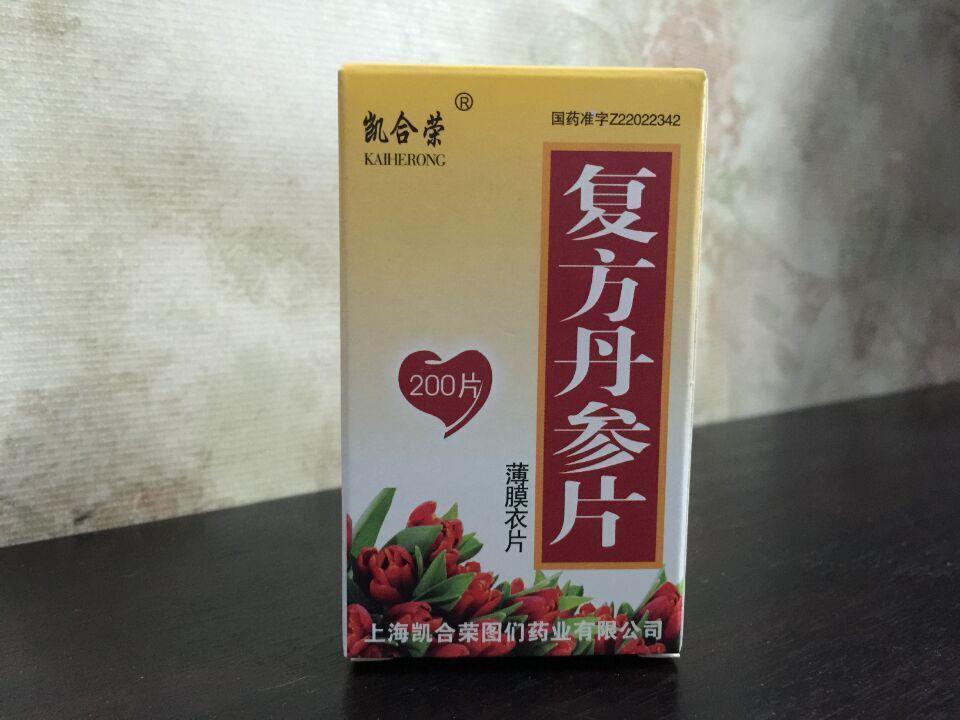 凯合荣®
KAIHERONG
国药准字Z22022342
复方丹参片
200片
薄膜衣片
上海凯合荣图们药业有限公司